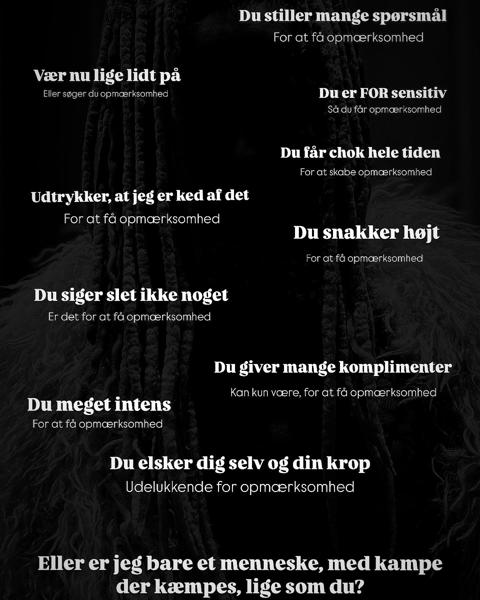 Du stiller mange spørsmål
For at få opmærksomhed
Vær nu lige lidt på
Eller søger du opmærksomhed
Du er FOR sensitiv
Så du får opmærksomhed
Du får chok hele tiden
For at skabe opmærksomhed
Udtrykker, at jeg er ked af det
For at få opmærksomhed
Du snakker højt
For at få opmærksomhed
Du siger slet ikke noget
Er det for at få opmærksomhed
Du giver mange komplimenter
Kan kun være, for at få opmærksomhed
Du meget intens
For at få opmærksomhed
Du elsker dig selv og din krop
Udelukkende for opmærksomhed
Eller er jeg bare et menneske, med kampe
der kæmpes, lige som du?